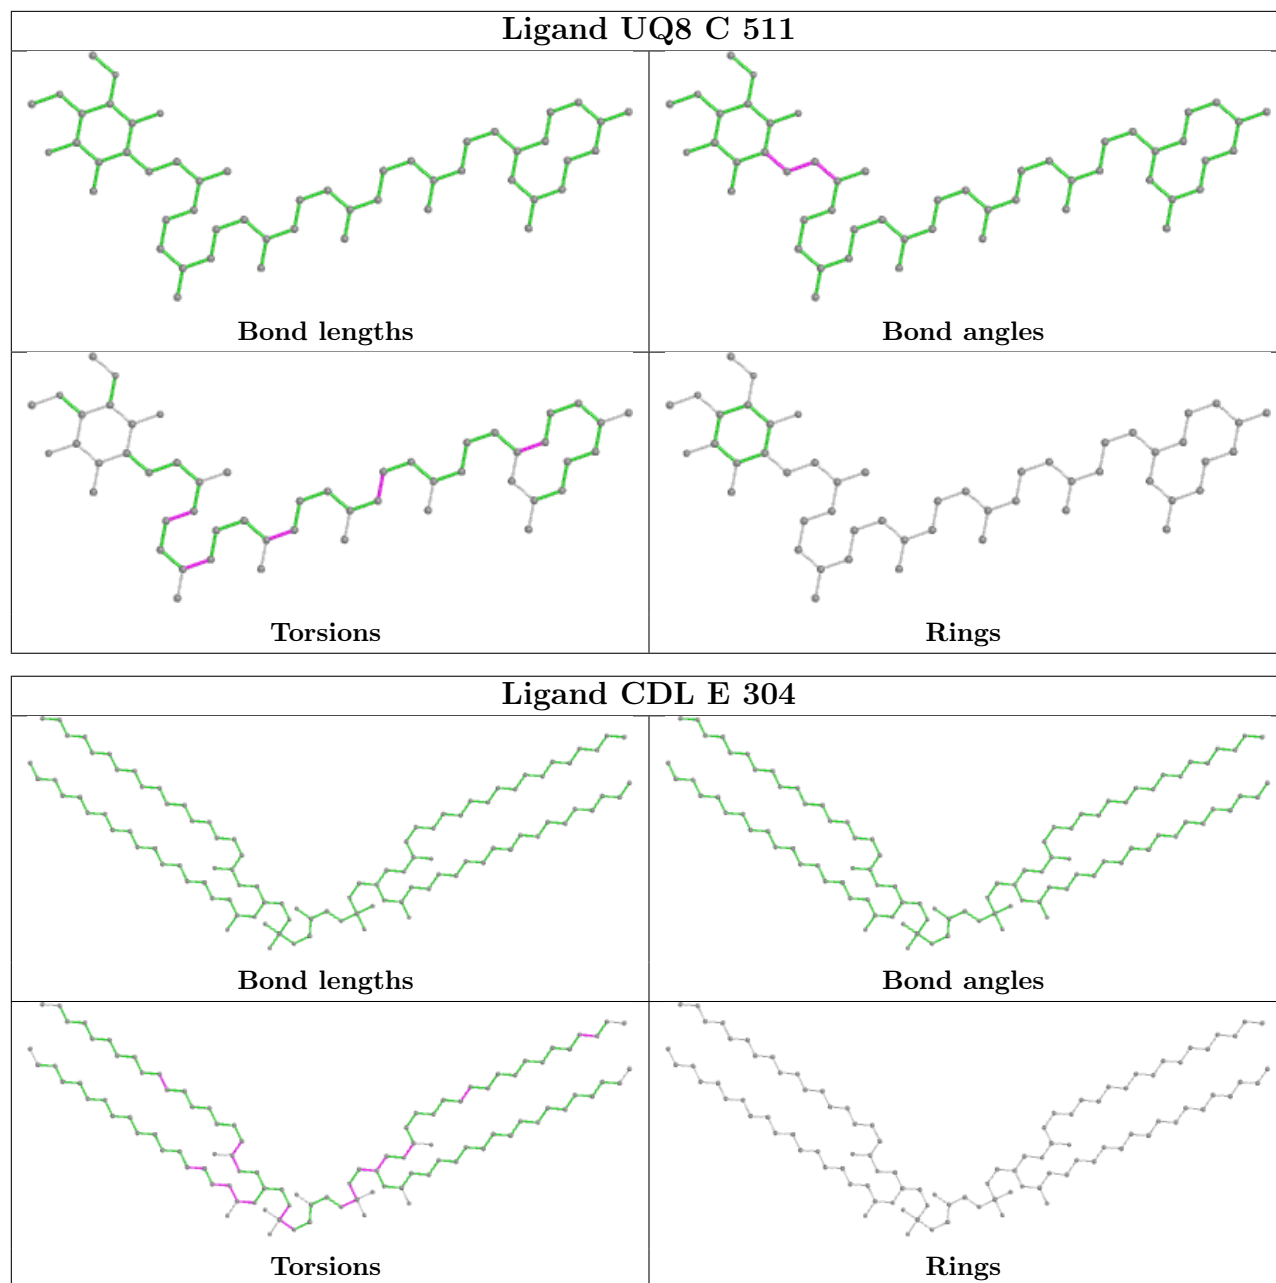 Ligand UQ8 C 511
Bond lengths
Bond angles
Torsions
Rings
Ligand CDL E 304
Bond lengths
Bond angles
Torsions
Rings